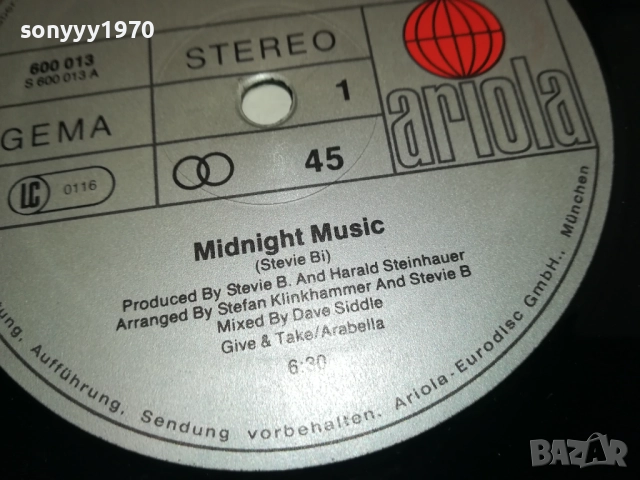 sonyyy1970
600 013
S 600 013 A
STEREO
GEMA
1
ariola
LC 0116
45
Midnight Music
(Stevie Bi)
Produced By Stevie B. And Harald Steinhauer
Arranged By Stefan Klinkhammer And Stevie B
Mixed By Dave Siddle
Give & Take/Arabella
6:30
Aufführung, Sendung vorbehalten. Ariola-Eurodisc GmbH., München
BAZAR
bazar.bg